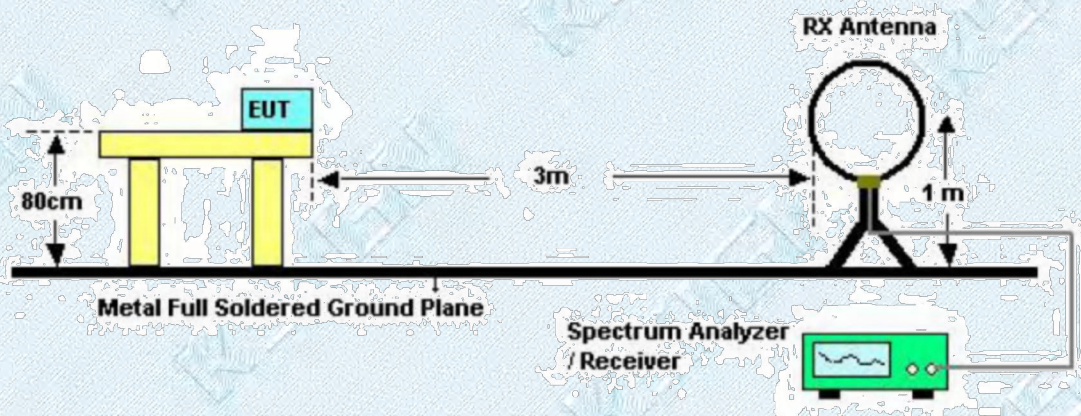 RX Antenna
EUT
80cm
3m
1 m
Metal Full Soldered Ground Plane
Spectrum Analyzer
/ Receiver